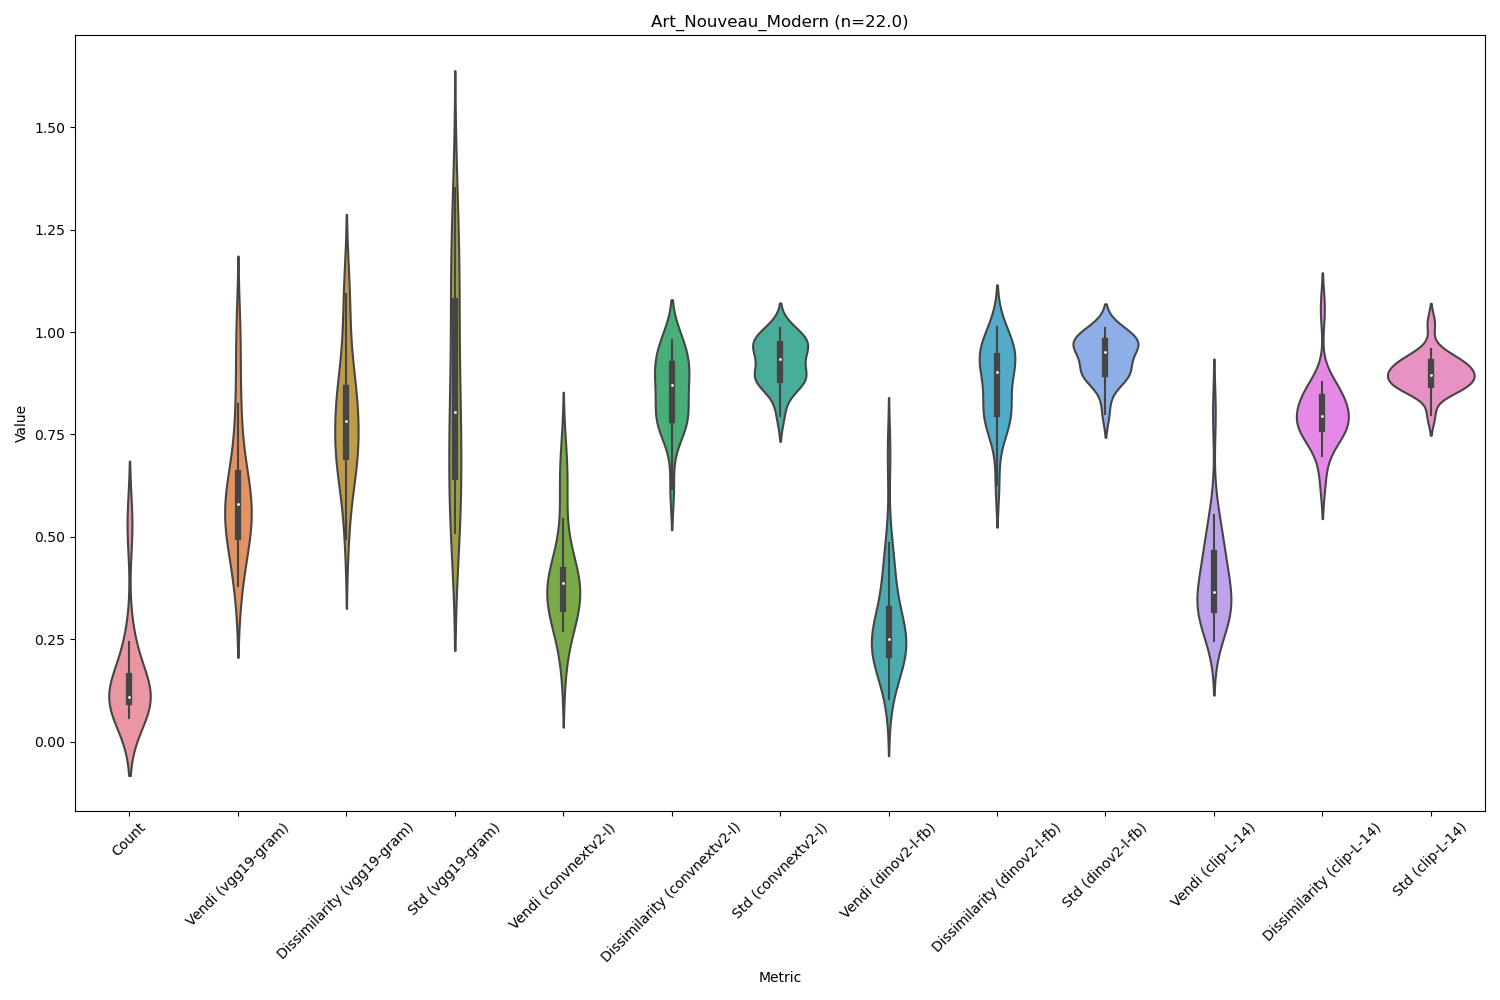 Art_Nouveau_Modern (n=22.0)
Value
1.50
1.25
1.00
0.75
0.50
0.25
0.00
Count
Vendi (vgg19-gram)
Dissimilarity (vgg19-gram)
Std (vgg19-gram)
Vendi (convnextv2-l)
Dissimilarity (convnextv2-l)
Std (convnextv2-l)
Vendi (dinov2-l-fb)
Dissimilarity (dinov2-l-fb)
Std (dinov2-l-fb)
Vendi (clip-L-14)
Dissimilarity (clip-L-14)
Std (clip-L-14)
Metric